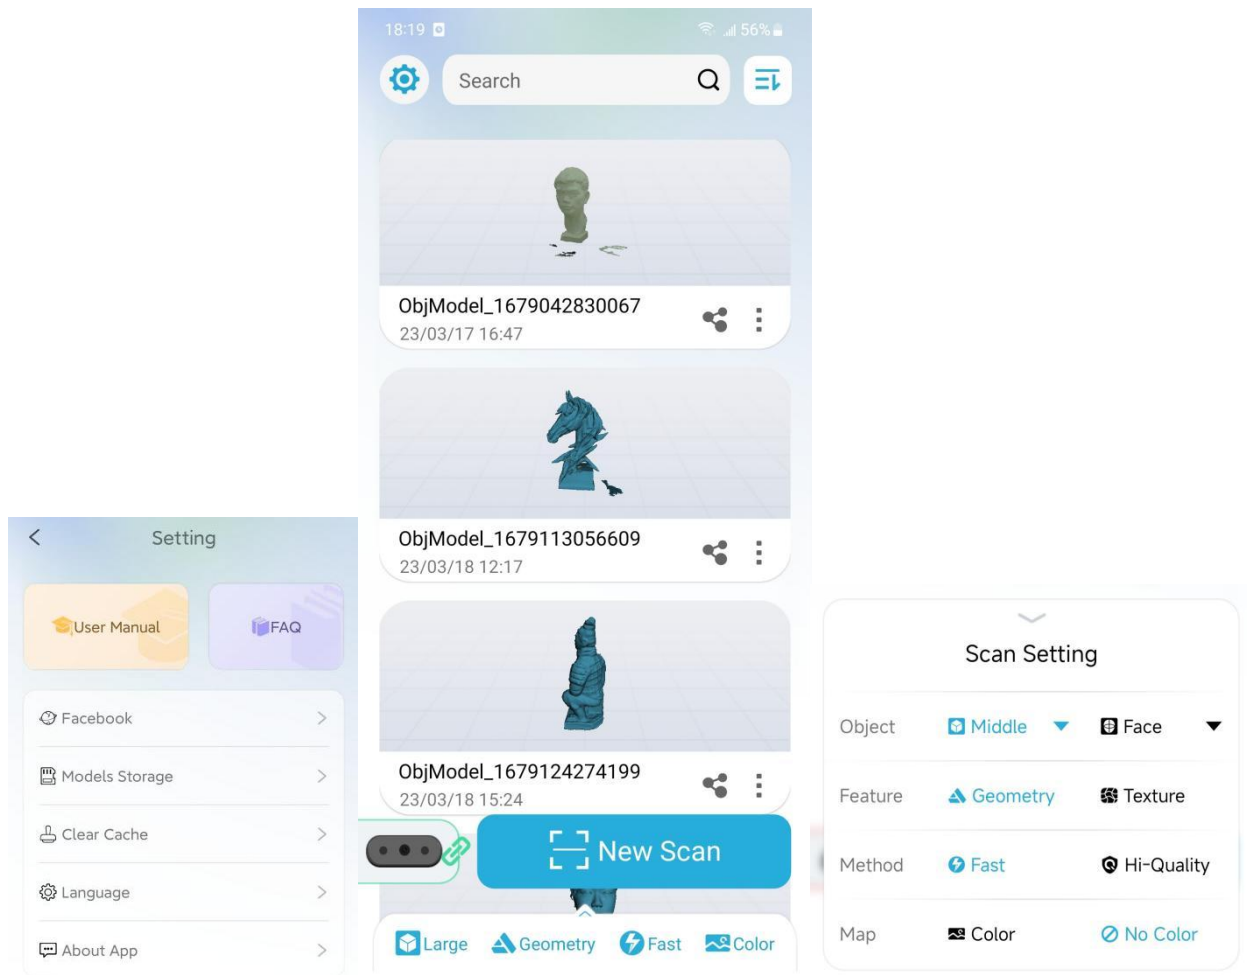 Setting
User Manual
FAQ
Facebook
Models Storage
Clear Cache
Language
About App
18:19 56%
Search
ObjModel_1679042830067
23/03/17 16:47
ObjModel_1679113056609
23/03/18 12:17
ObjModel_1679124274199
23/03/18 15:24
New Scan
Large Geometry Fast Color
Scan Setting
Object Middle Face
Feature Geometry Texture
Method Fast Hi-Quality
Map Color No Color